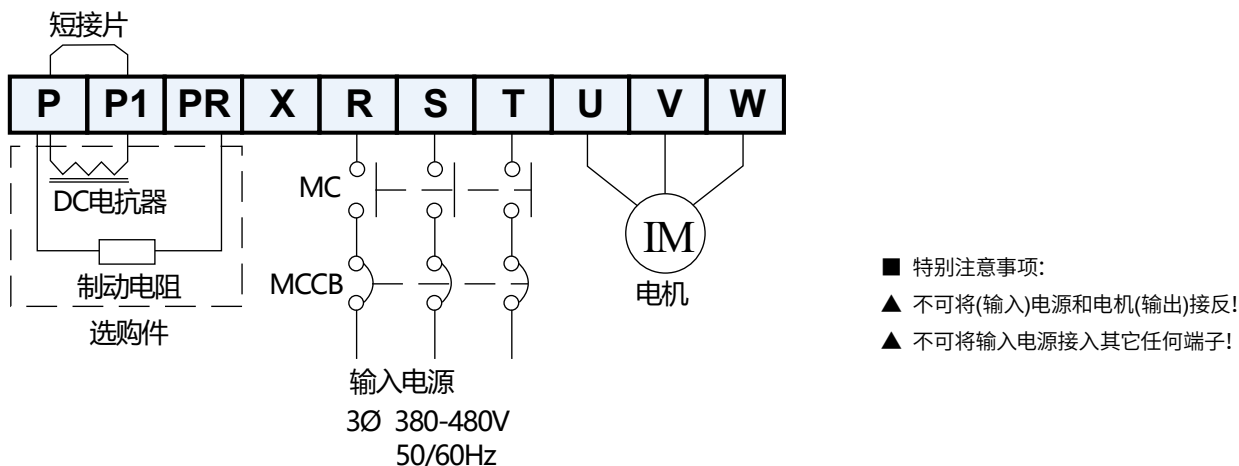 短接片
P P1 PR X R S T U V W
DC电抗器
制动电阻
选购件
MC
MCCB
输入电源
3Ø 380-480V
50/60Hz
IM
电机
■ 特别注意事项:
▲ 不可将(输入)电源和电机(输出)接反!
▲ 不可将输入电源接入其它任何端子!